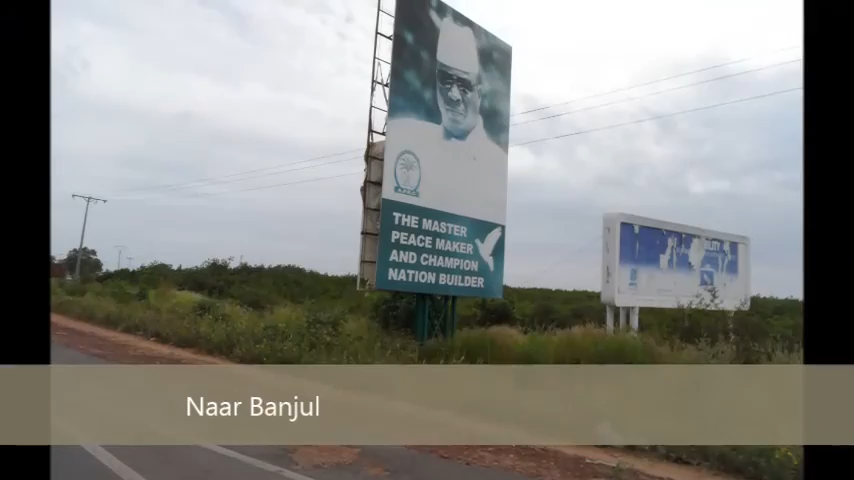 THE MASTER
PEACE MAKER
AND CHAMPION
NATION BUILDER
Naar Banjul